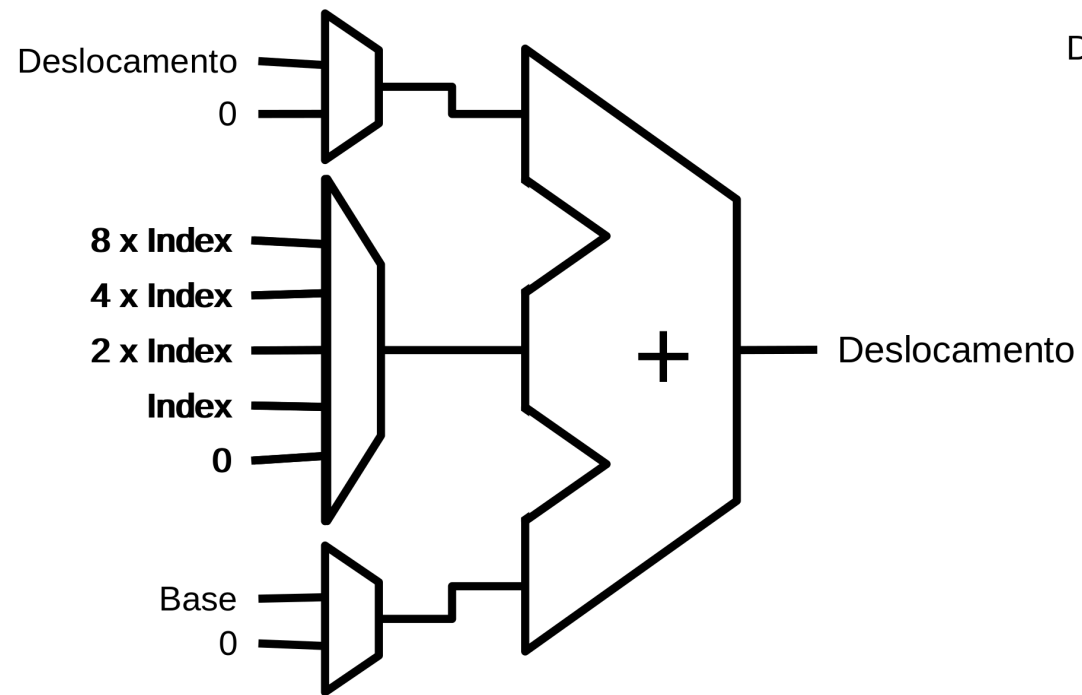 Deslocamento
0
8 x Index
4 x Index
2 x Index
Index
0
Base
0
+
Deslocamento
D